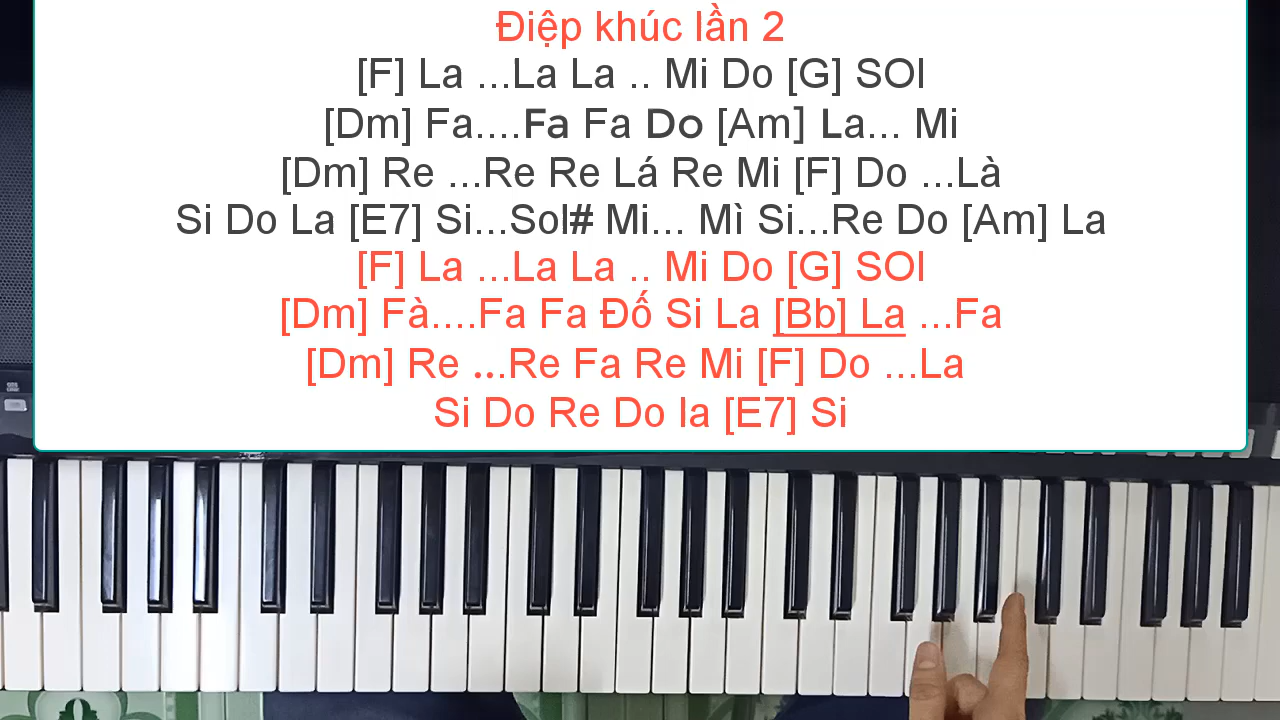 Điệp khúc lần 2
[F] La ...La La .. Mi Do [G] SOl
[Dm] Fa....Fa Fa Do [Am] La... Mi
[Dm] Re ...Re Re Lá Re Mi [F] Do ...Là
Si Do La [E7] Si...Sol# Mi... Mì Si...Re Do [Am] La
[F] La ...La La .. Mi Do [G] SOl
[Dm] Fà....Fa Fa Đố Si La [Bb] La ...Fa
[Dm] Re ...Re Fa Re Mi [F] Do ...La
Si Do Re Do la [E7] Si